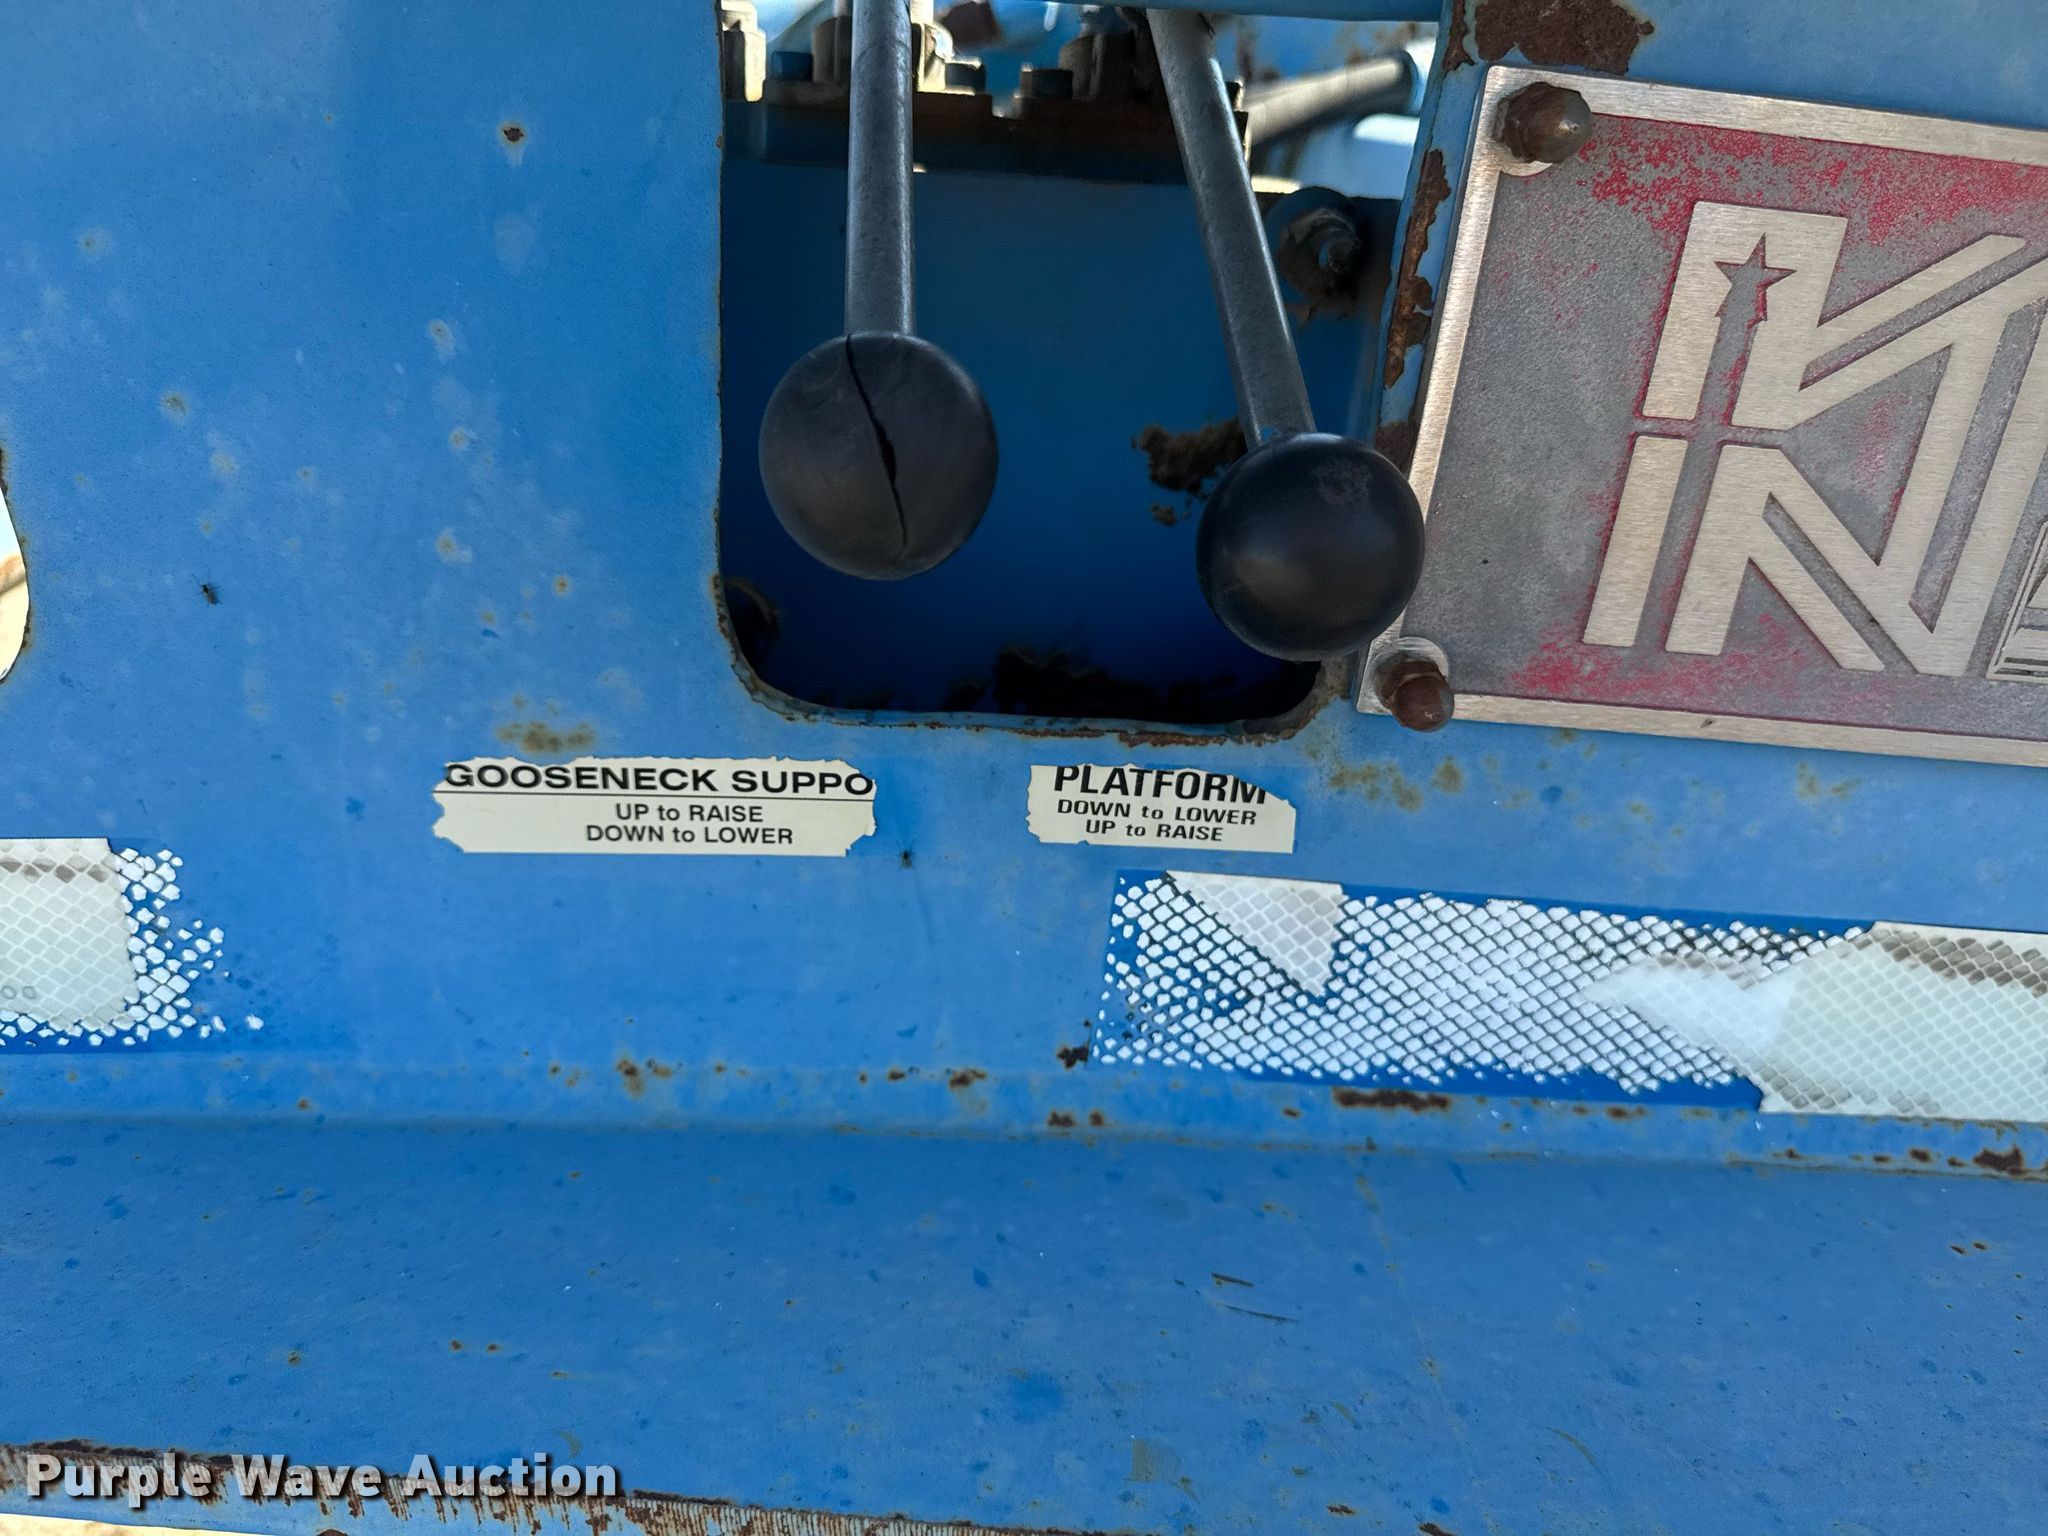 GOOSENECK SUPPO
UP to RAISE
DOWN to LOWER
PLATFORM
DOWN to LOWER
UP to RAISE
Purple Wave Auction